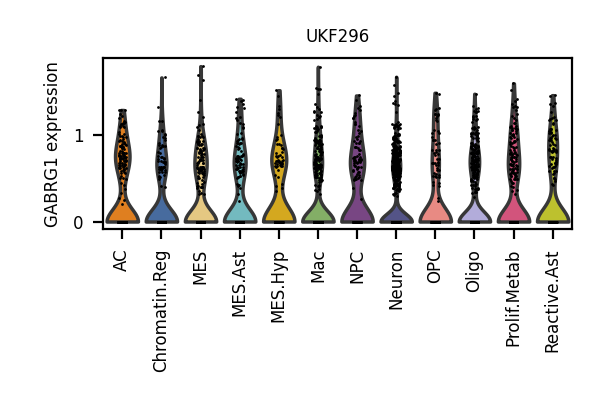 UKF296
GABRG1 expression
1
0
AC
Chromatin.Reg
MES
MES.Ast
MES.Hyp
Mac
NPC
Neuron
OPC
Oligo
Prolif.Metab
Reactive.Ast